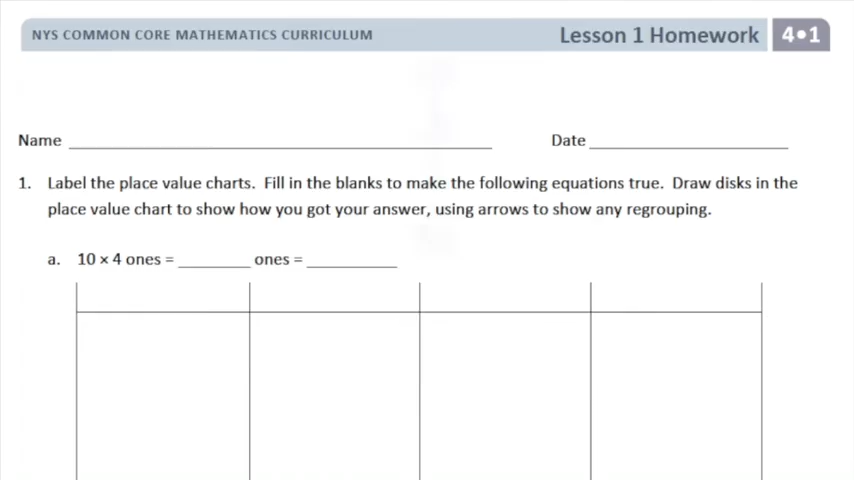 NYS COMMON CORE MATHEMATICS CURRICULUM Lesson 1 Homework 4•1
Name ____________ Date ____________
1. Label the place value charts. Fill in the blanks to make the following equations true. Draw disks in the
place value chart to show how you got your answer, using arrows to show any regrouping.
a. 10 × 4 ones = ________ ones = __________